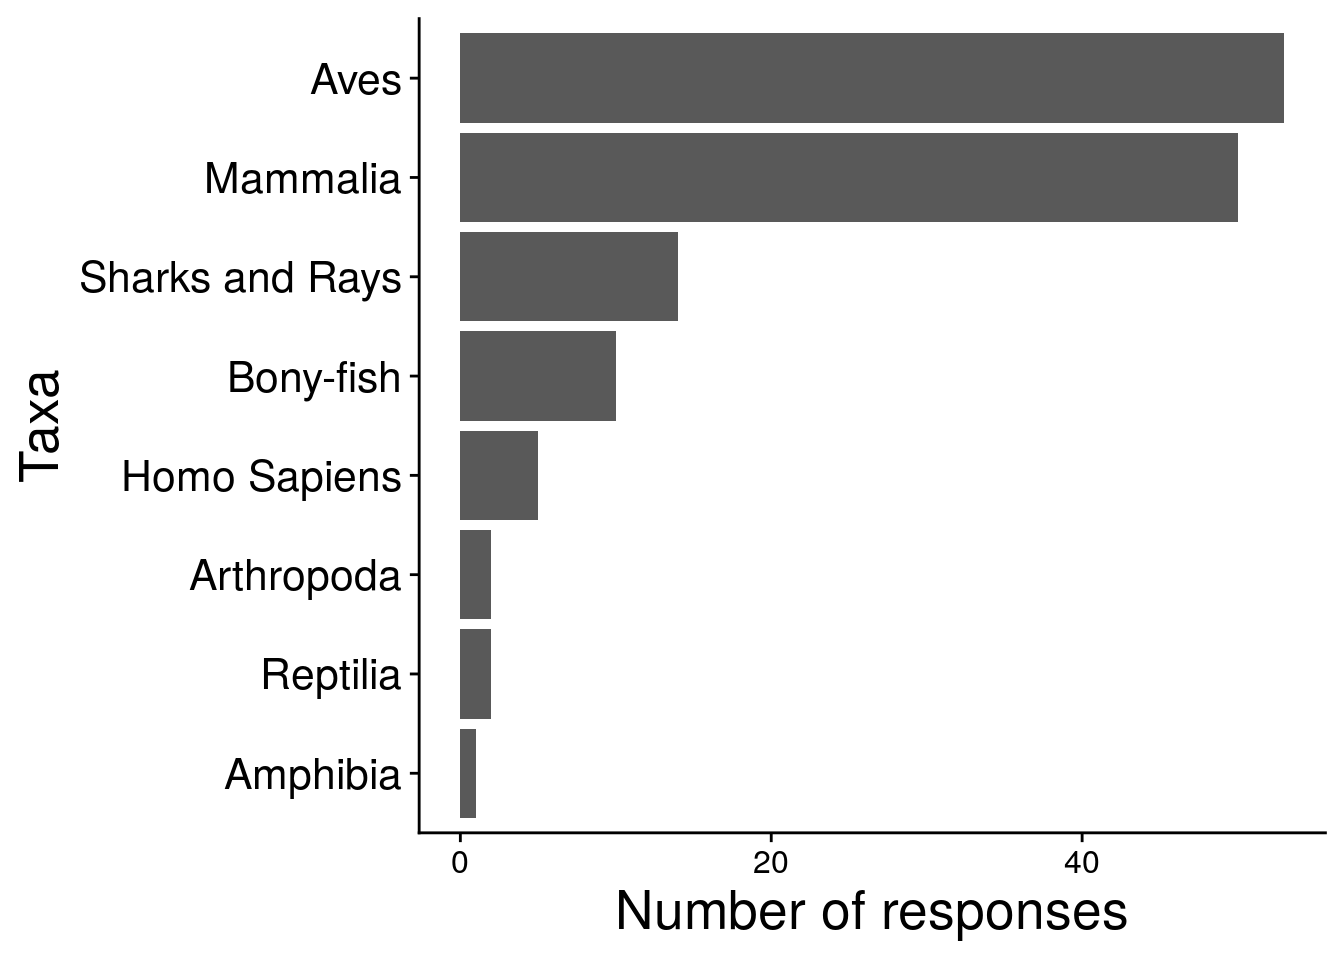 Aves
Mammalia
Sharks and Rays
Bony-fish
Homo Sapiens
Arthropoda
Reptilia
Amphibia
Taxa
0 20 40
Number of responses